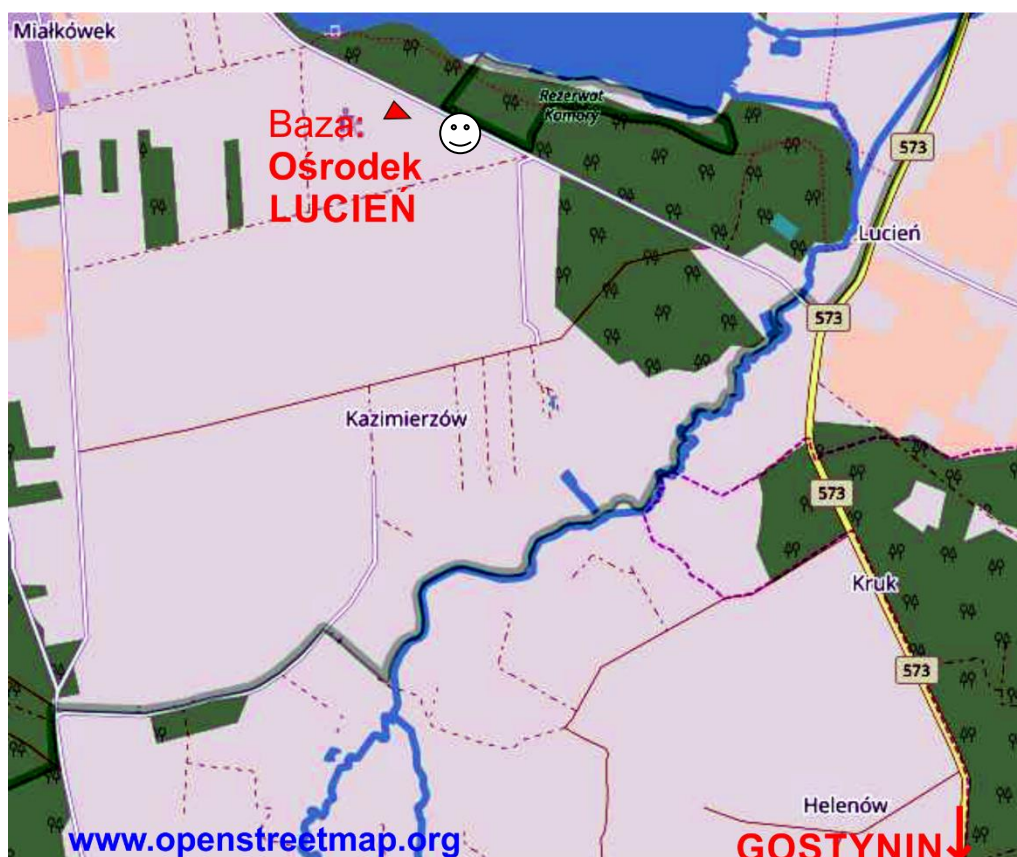 Miałkówek
Rezerwat
Komory
Baza:
Ośrodek
LUCIEŃ
573
Lucień
573
Kazimierzów
573
Kruk
573
Helenów
www.openstreetmap.org
GOSTYNIN